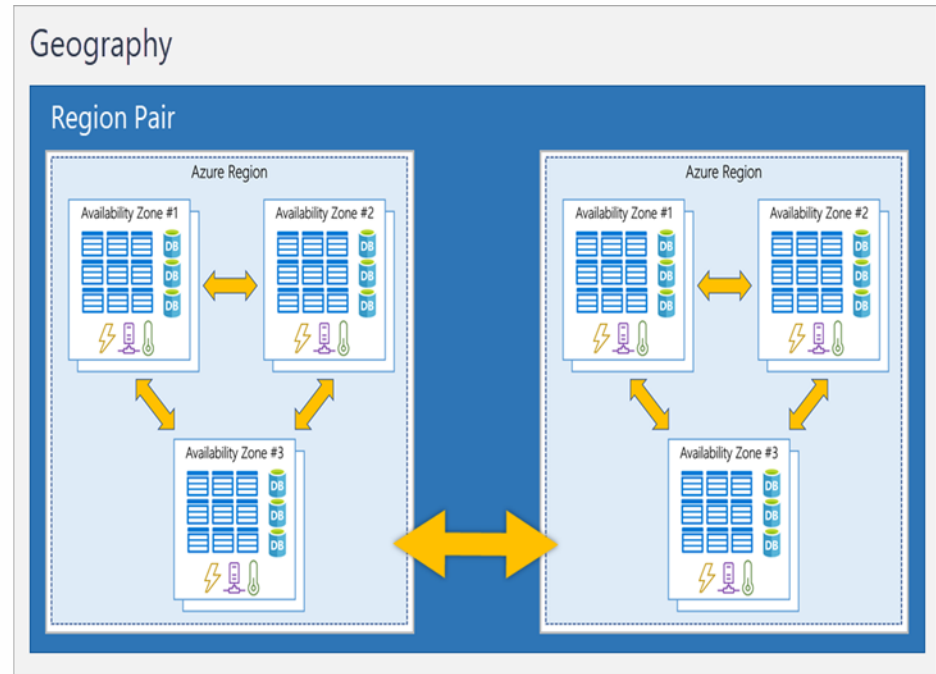 Geography
Region Pair
Azure Region
Availability Zone #1
DB
DB
DB
Availability Zone #2
DB
DB
DB
Availability Zone #3
DB
DB
DB
Azure Region
Availability Zone #1
DB
DB
DB
Availability Zone #2
DB
DB
DB
Availability Zone #3
DB
DB
DB